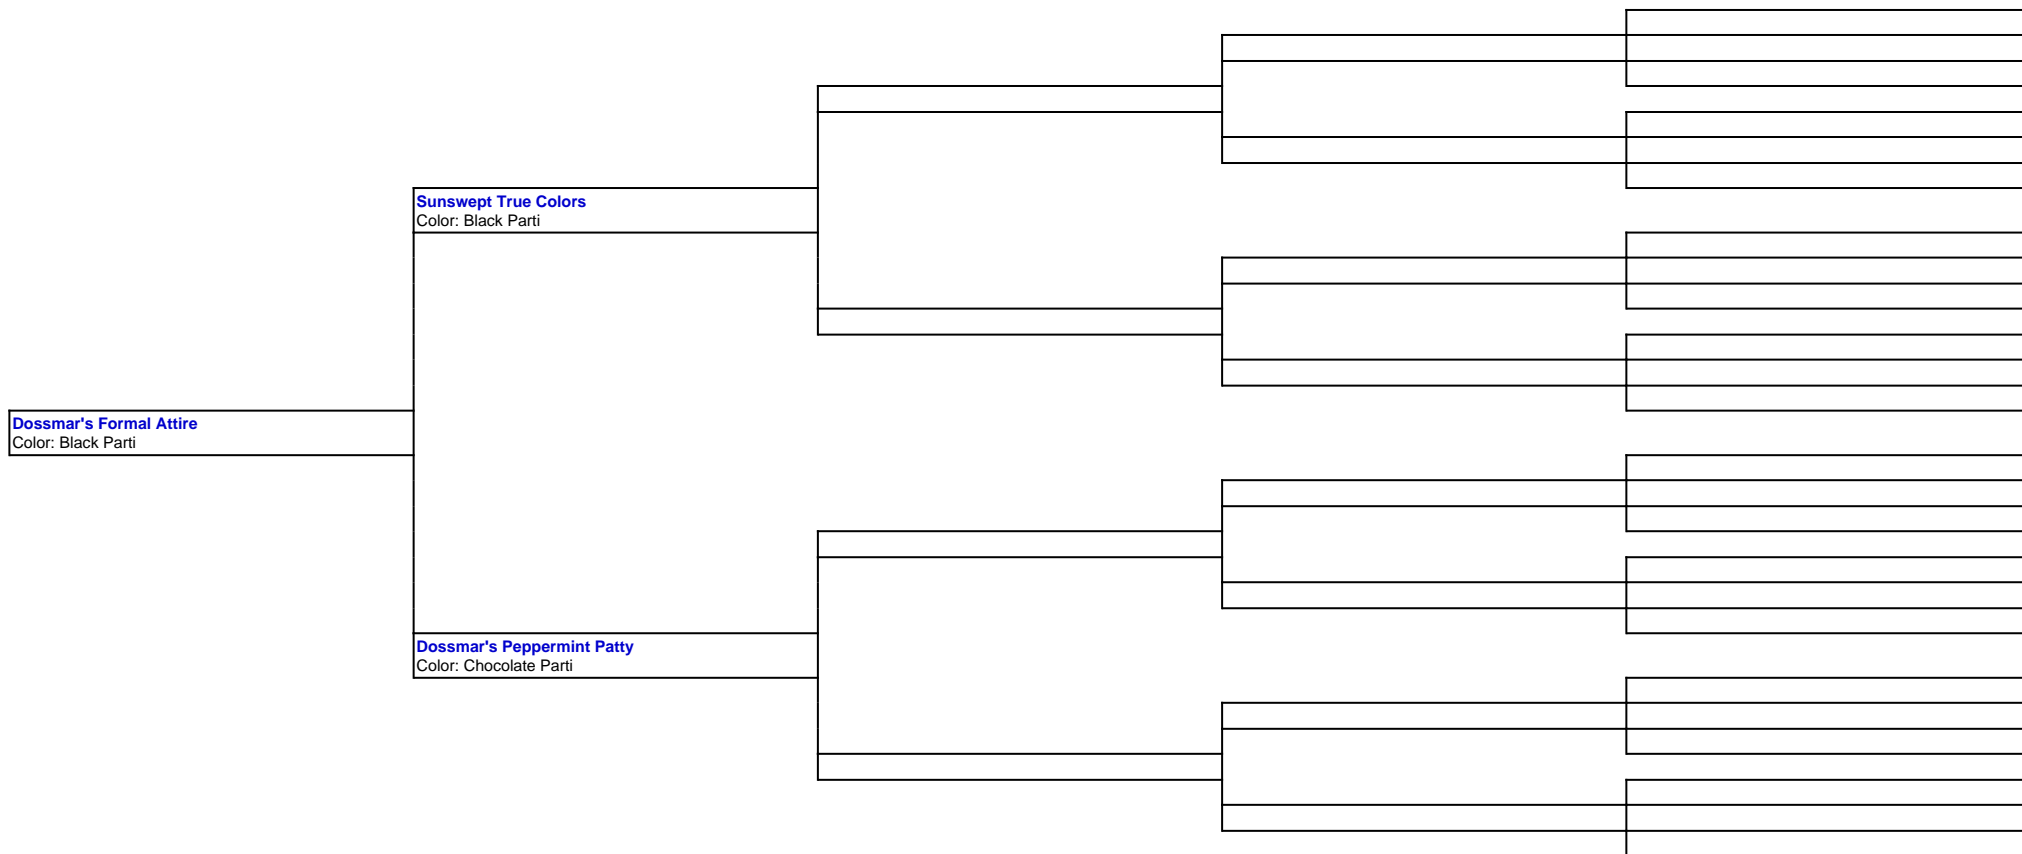 Sunswept True Colors
Color: Black Parti
Dossmar's Formal Attire
Color: Black Parti
Dossmar's Peppermint Patty
Color: Chocolate Parti